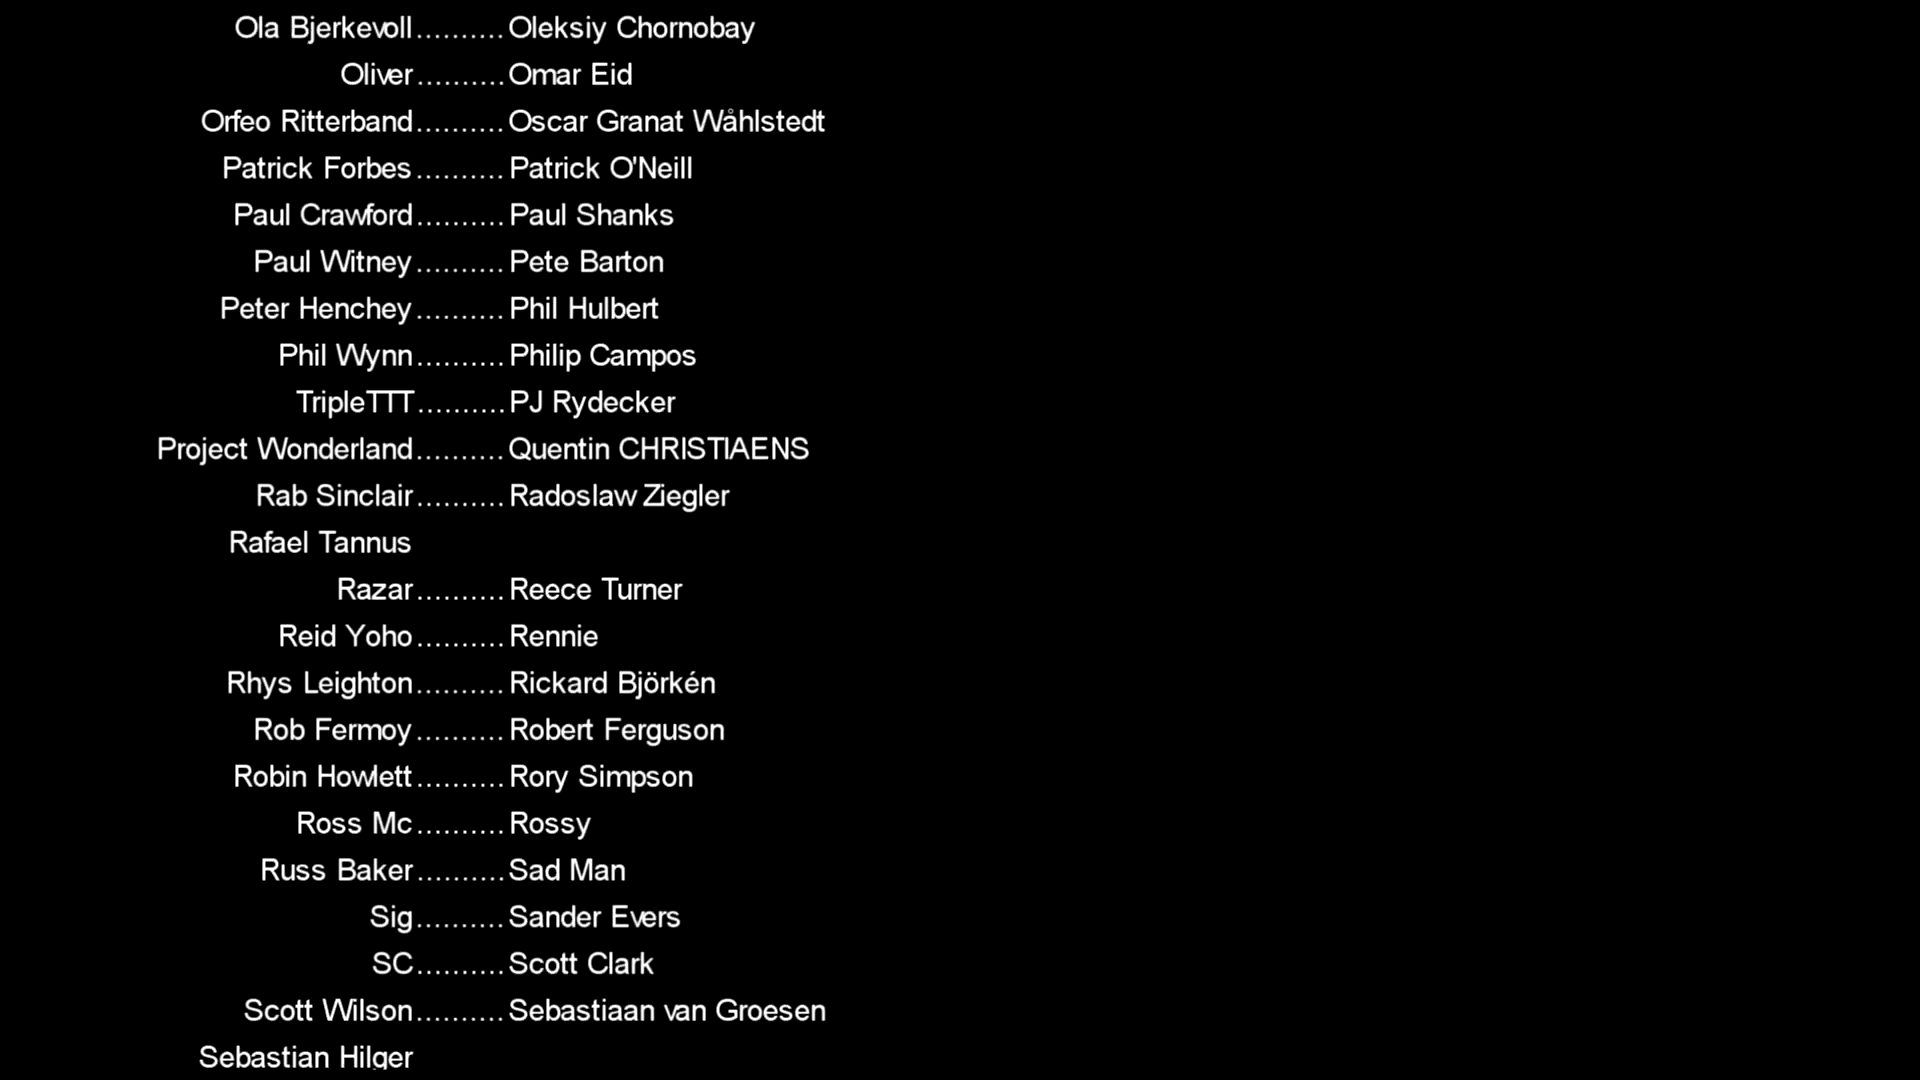 Ola Bjerkevoll..........Oleksiy Chornobay
Oliver..........Omar Eid
Orfeo Ritterband..........Oscar Granat Wåhlstedt
Patrick Forbes..........Patrick O'Neill
Paul Crawford..........Paul Shanks
Paul Witney..........Pete Barton
Peter Henchey..........Phil Hulbert
Phil Wynn..........Philip Campos
TripleTTT..........PJ Rydecker
Project Wonderland..........Quentin CHRISTIAENS
Rab Sinclair..........Radoslaw Ziegler
Rafael Tannus
Razar..........Reece Turner
Reid Yoho..........Rennie
Rhys Leighton..........Rickard Björkén
Rob Fermoy..........Robert Ferguson
Robin Howlett..........Rory Simpson
Ross Mc..........Rossy
Russ Baker..........Sad Man
Sig..........Sander Evers
SC..........Scott Clark
Scott Wilson..........Sebastiaan van Groesen
Sebastian Hilger